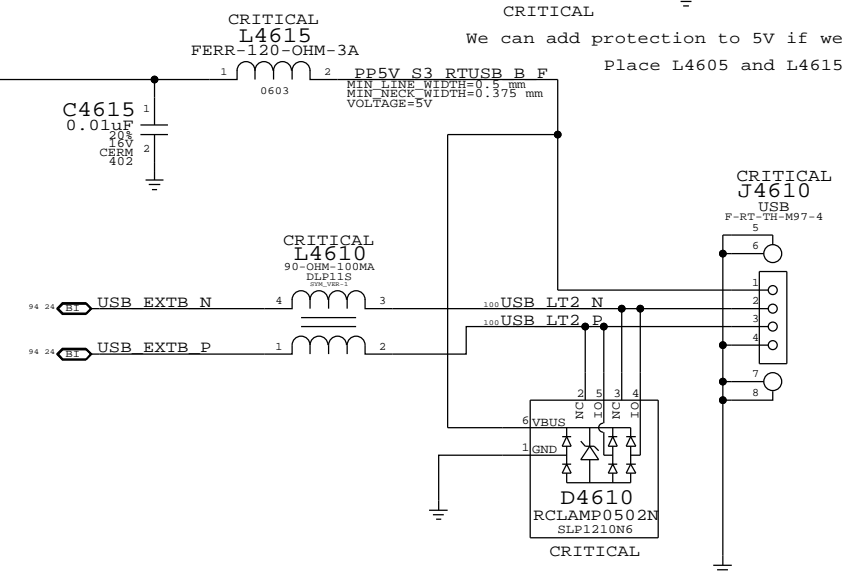 CRITICAL
We can add protection to 5V if we
Place L4605 and L4615
CRITICAL
L4615
FERR-120-OHM-3A
1
2
0603
PP5V_S3_RTUSB_B_F
MIN_LINE_WIDTH=0.5 mm
MIN_NECK_WIDTH=0.375 mm
VOLTAGE=5V
C4615
0.01uF
20%
16V
CERM
402
1
2
CRITICAL
J4610
USB
F-RT-TH-M97-4
5
6
1
2
3
4
7
8
CRITICAL
L4610
90-OHM-100MA
DLP11S
SYM_VER-1
94 24 BI USB_EXTB_N
4
3
100 USB_LT2_N
94 24 BI USB_EXTB_P
1
2
100 USB_LT2_P
2
5
3
4
NC
IO
NC
IO
6 VBUS
1 GND
D4610
RCLAMP0502N
SLP1210N6
CRITICAL